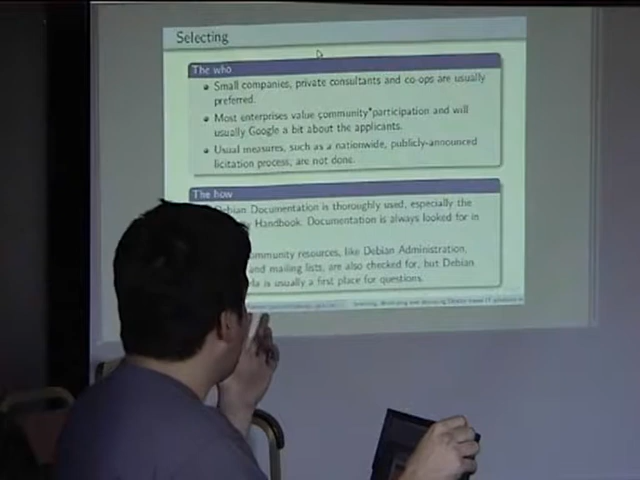 Selecting
The who
Small companies, private consultants and co-ops are usually
preferred.
Most enterprises value community participation and will
usually Google a bit about the applicants.
Usual measures, such as a nationwide, publicly-announced
licitation process, are not done.
The how
Debian Documentation is thoroughly used, especially the
Handbook. Documentation is always looked for in
community resources, like Debian Administration,
and mailing lists, are also checked for, but Debian
is usually a first place for questions.